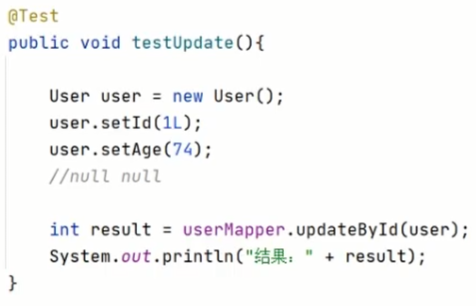 @Test
public void testUpdate(){
User user = new User();
user.setId(1L);
user.setAge(74);
//null null
int result = userMapper.updateById(user);
System.out.println("结果：" + result);
}